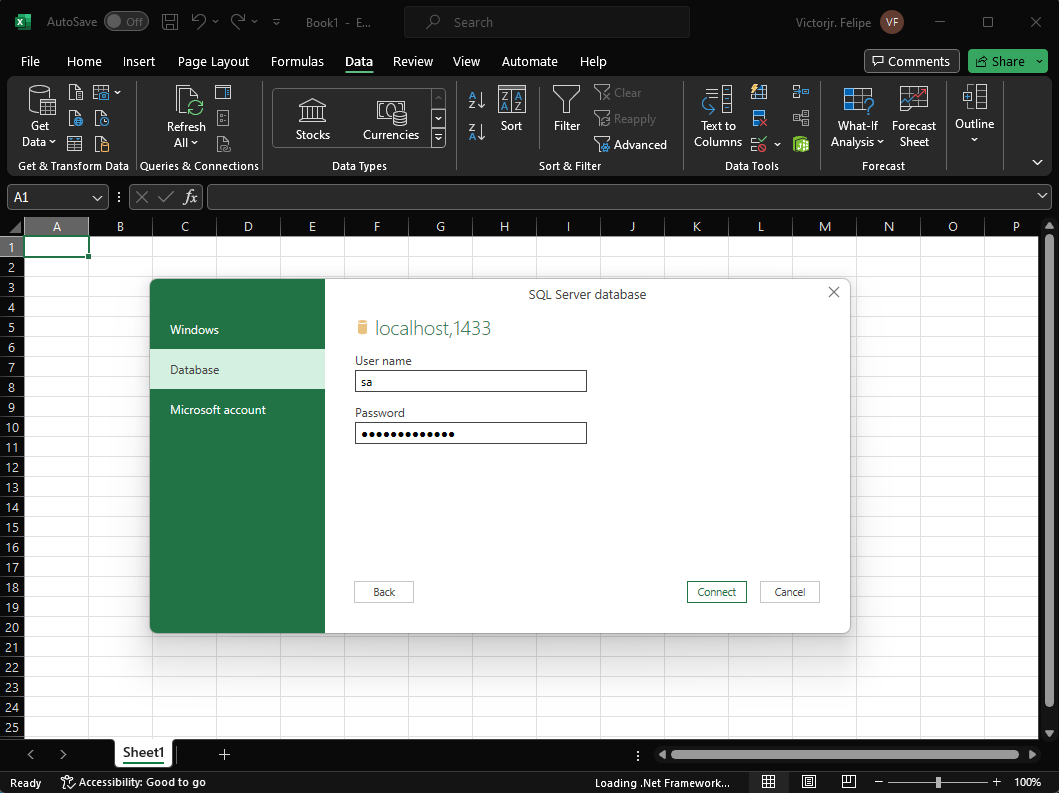 AutoSave Off Book1 - E... Search Victorjr. Felipe VF
File Home Insert Page Layout Formulas Data Review View Automate Help Comments Share
Get Data
Refresh All
Stocks Currencies
Sort
Filter
Clear
Reapply
Advanced
Text to Columns
What-If Analysis
Forecast Sheet
Outline
Get & Transform Data Queries & Connections Data Types Sort & Filter Data Tools Forecast
A1 fx
A B C D E F G H I J K L M N O P
1
2
3
4
5
6
7
8
9
10
11
12
13
14
15
16
17
18
19
20
21
22
23
24
25
SQL Server database
Windows
Database
Microsoft account
localhost,1433
User name
sa
Password
Back Connect Cancel
Sheet1
Ready Accessibility: Good to go Loading .Net Framework... 100%